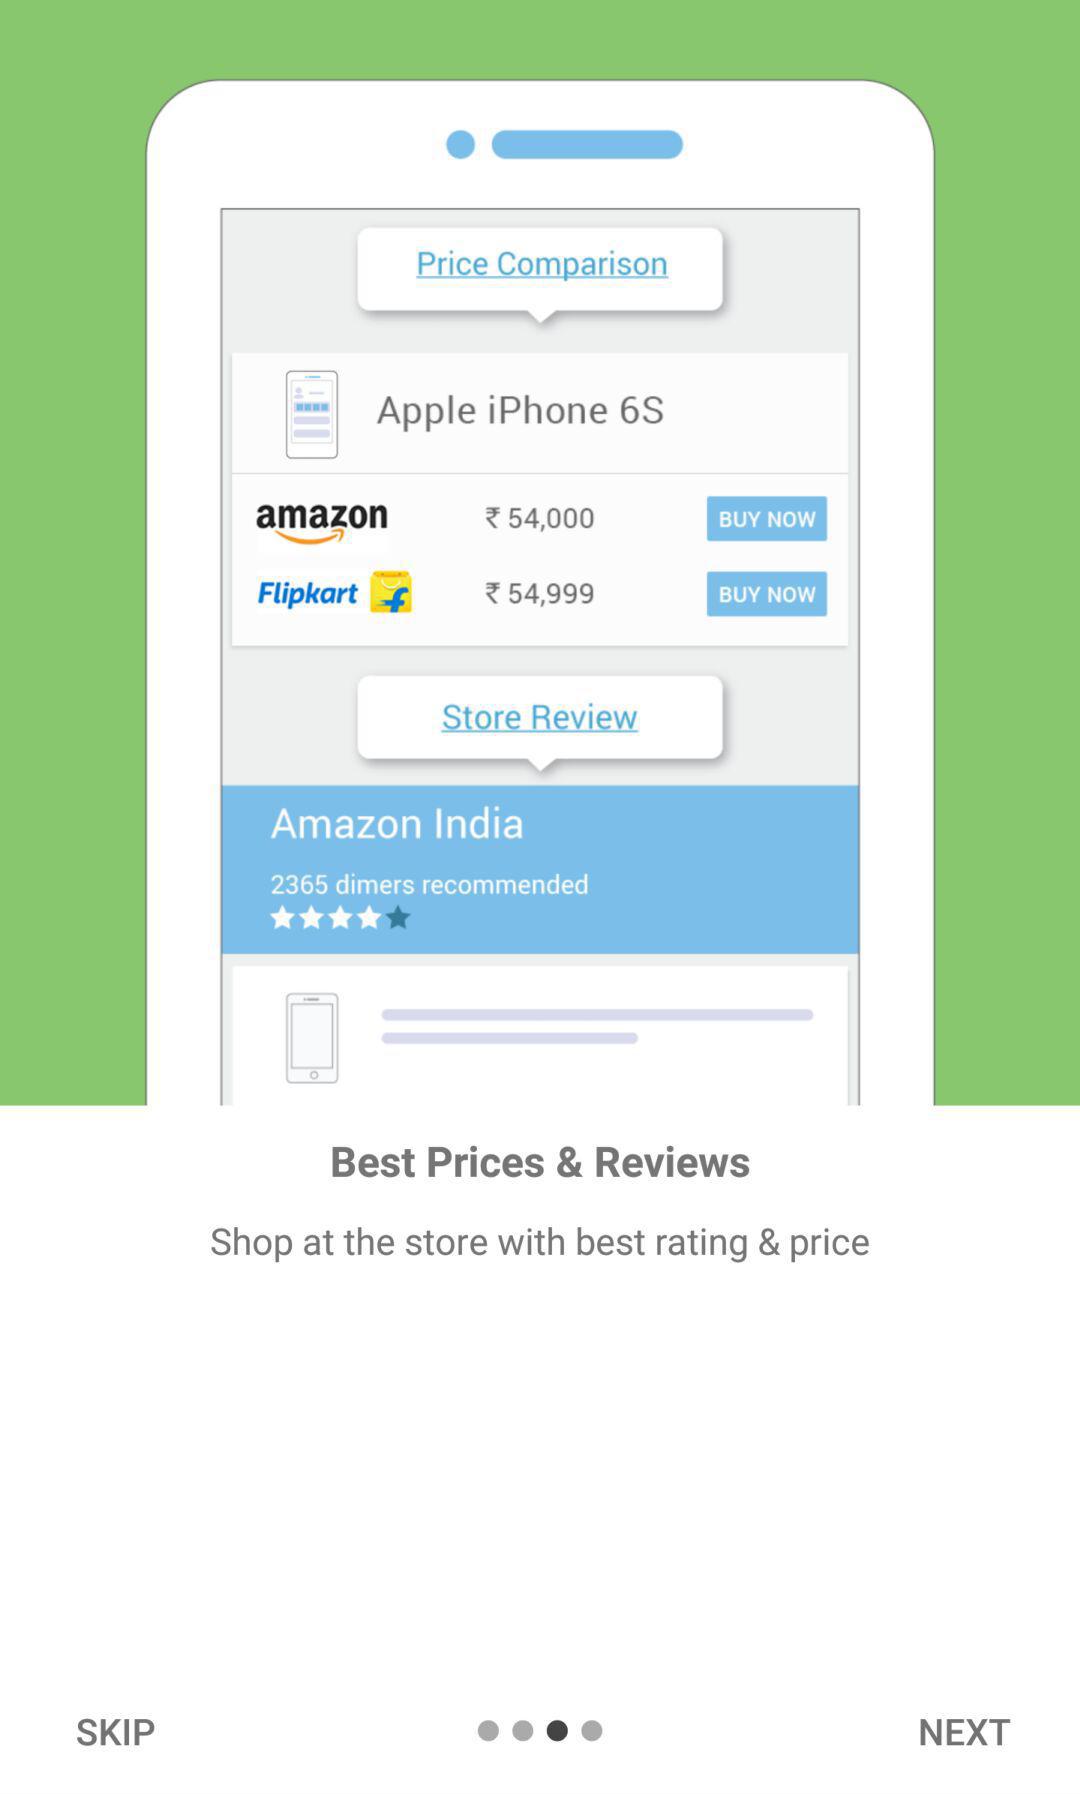 Price Comparison
Apple iPhone 6S
amazon ₹ 54,000 BUY NOW
Flipkart ₹ 54,999 BUY NOW
Store Review
Amazon India
2365 dimers recommended
Best Prices & Reviews
Shop at the store with best rating & price
SKIP NEXT